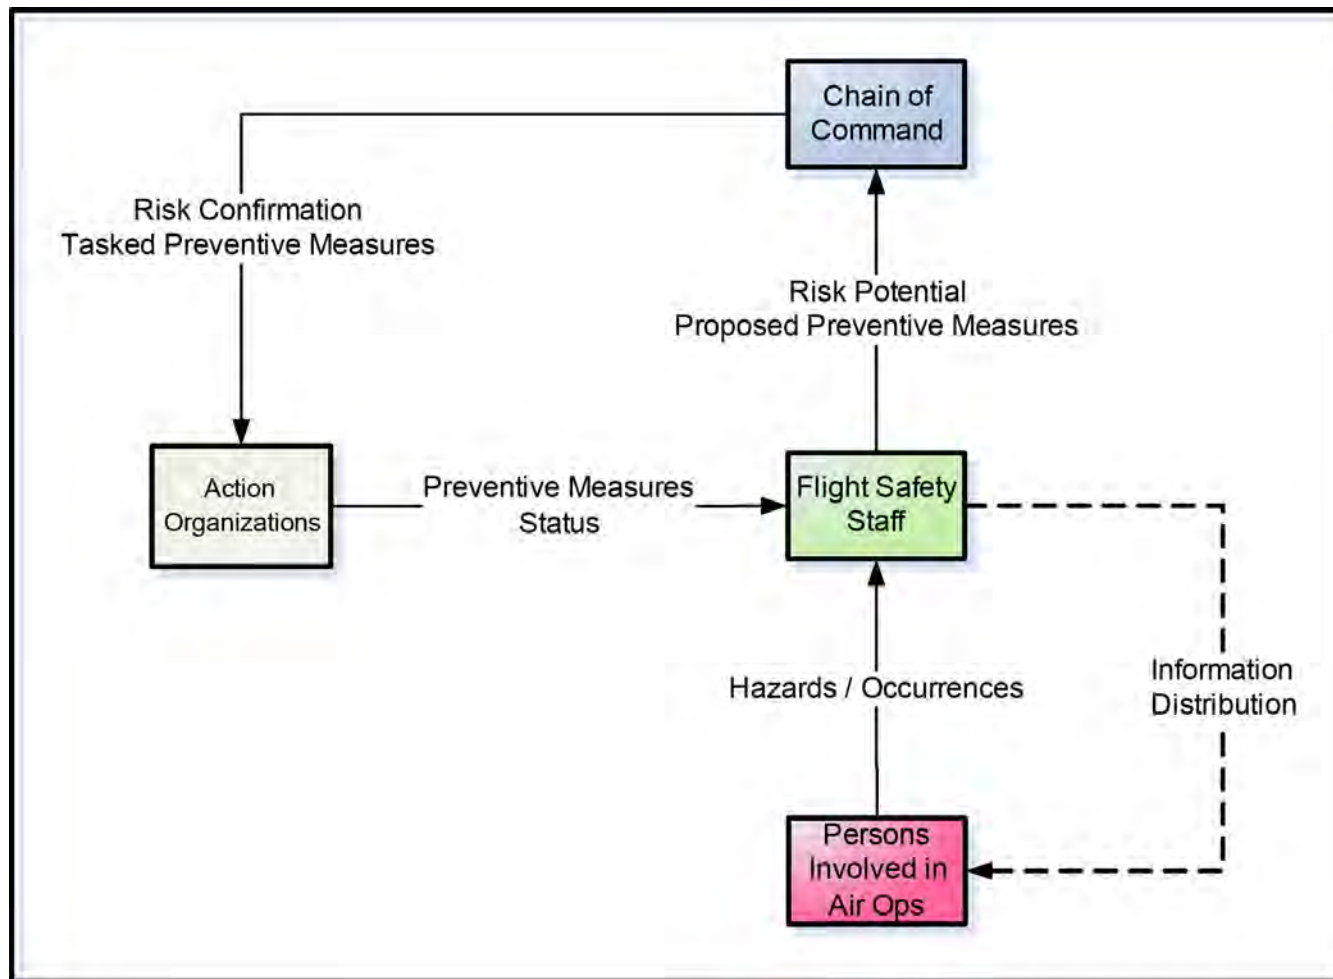 Chain of
Command
Risk Confirmation
Tasked Preventive Measures
Risk Potential
Proposed Preventive Measures
Action
Organizations
Preventive Measures
Status
Flight Safety
Staff
Hazards / Occurrences
Information
Distribution
Persons
Involved in
Air Ops